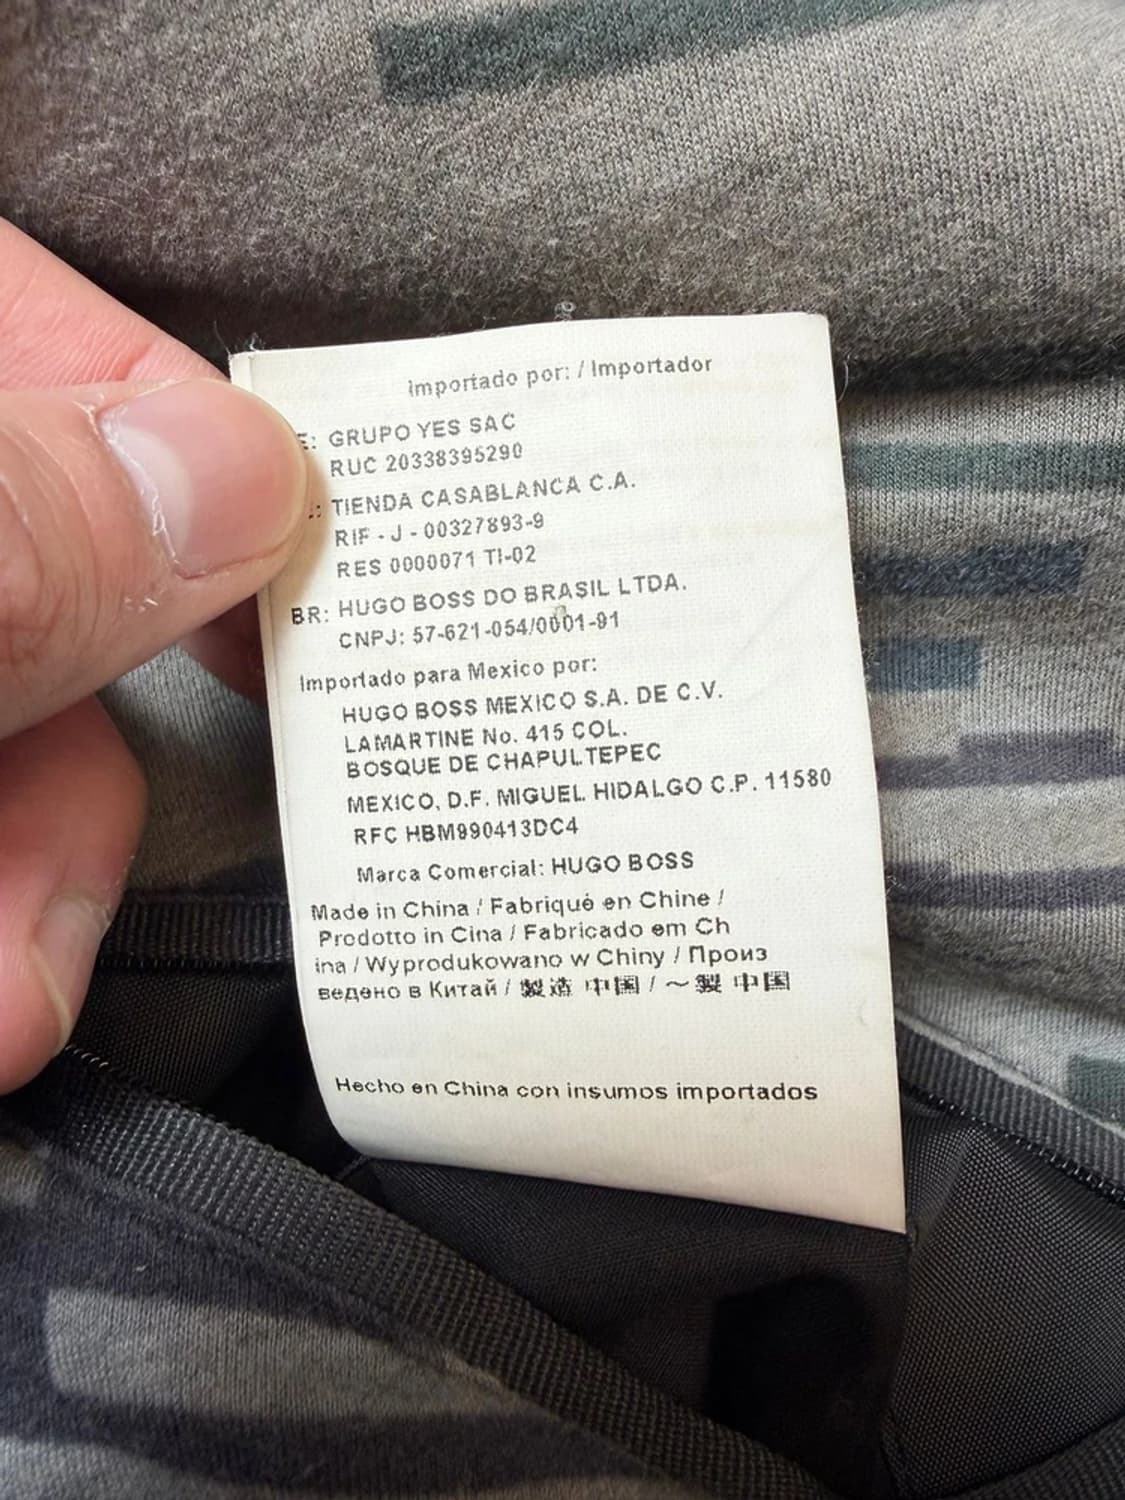 Importado por: / Importador
E: GRUPO YES SAC
RUC 20338395290
: TIENDA CASABLANCA C.A.
RIF - J - 00327893-9
RES 0000071 TI-02
BR: HUGO BOSS DO BRASIL LTDA.
CNPJ: 57-621-054/0001-91
Importado para Mexico por:
HUGO BOSS MEXICO S.A. DE C.V.
LAMARTINE No. 415 COL.
BOSQUE DE CHAPULTEPEC
MEXICO, D.F. MIGUEL HIDALGO C.P. 11580
RFC HBM990413DC4
Marca Comercial: HUGO BOSS
Made in China / Fabriqué en Chine /
Prodotto in Cina / Fabricado em Ch
ina / Wyprodukowano w Chiny / Произ
ведено в Китай / 製造 中国 / ～製 中国
Hecho en China con insumos importados